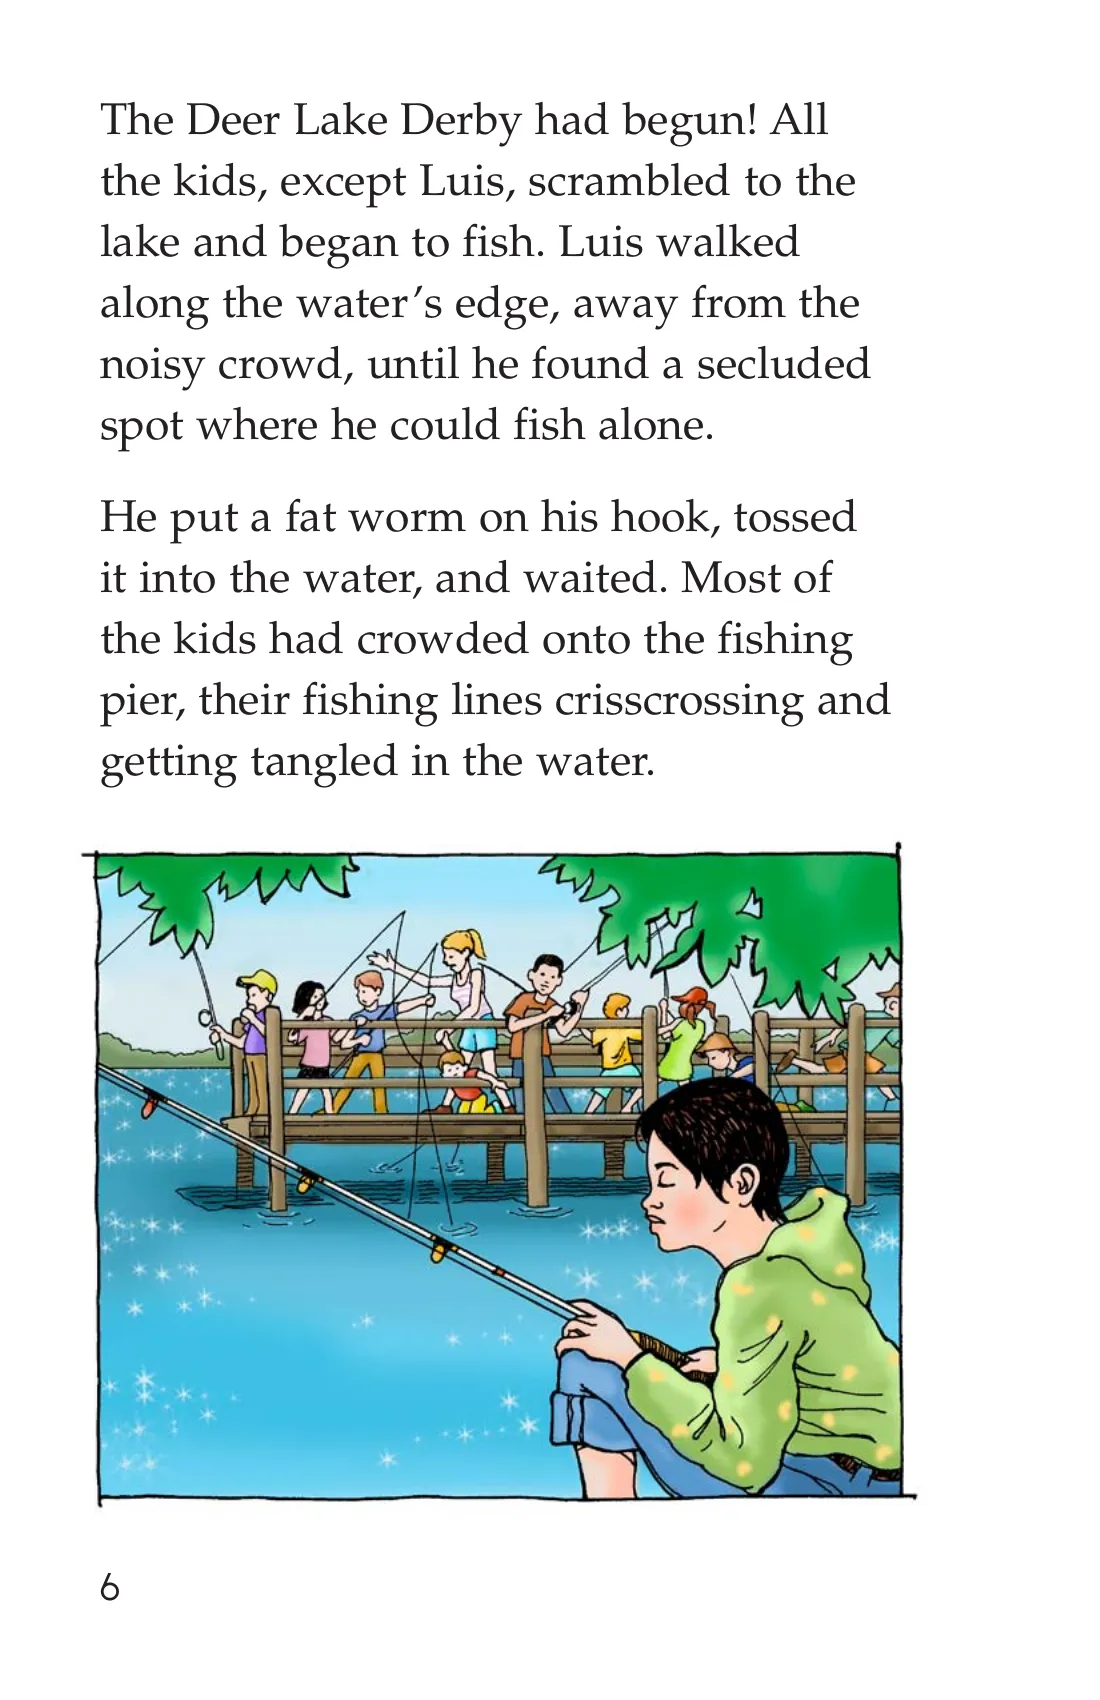 The Deer Lake Derby had begun! All
the kids, except Luis, scrambled to the
lake and began to fish. Luis walked
along the water’s edge, away from the
noisy crowd, until he found a secluded
spot where he could fish alone.
He put a fat worm on his hook, tossed
it into the water, and waited. Most of
the kids had crowded onto the fishing
pier, their fishing lines crisscrossing and
getting tangled in the water.
6